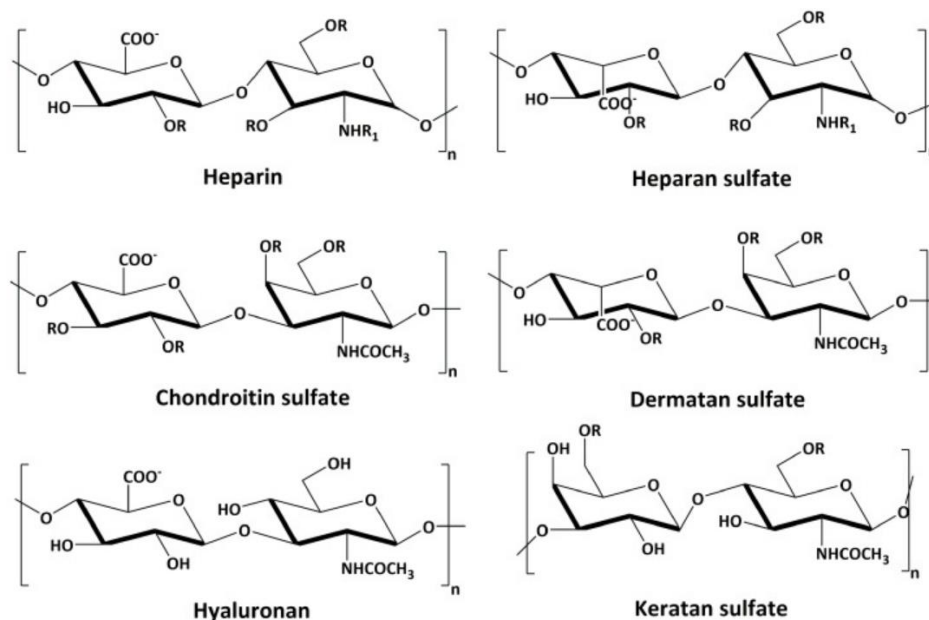 COO⁻
OR
O
O
O
O
HO
OR
RO
NHR₁
O
n
Heparin
OR
O
O
O
O
HO
COO⁻
OR
RO
NHR₁
O
Heparan sulfate
COO⁻
OR
OR
O
O
O
O
O
RO
OR
NHCOCH₃
n
Chondroitin sulfate
OR
OR
O
O
O
O
O
HO
COO⁻
OR
NHCOCH₃
Dermatan sulfate
COO⁻
OH
O
HO
O
O
O
O
HO
OH
NHCOCH₃
n
Hyaluronan
OR
OH
OR
O
O
O
O
O
HO
OH
NHCOCH₃
n
Keratan sulfate